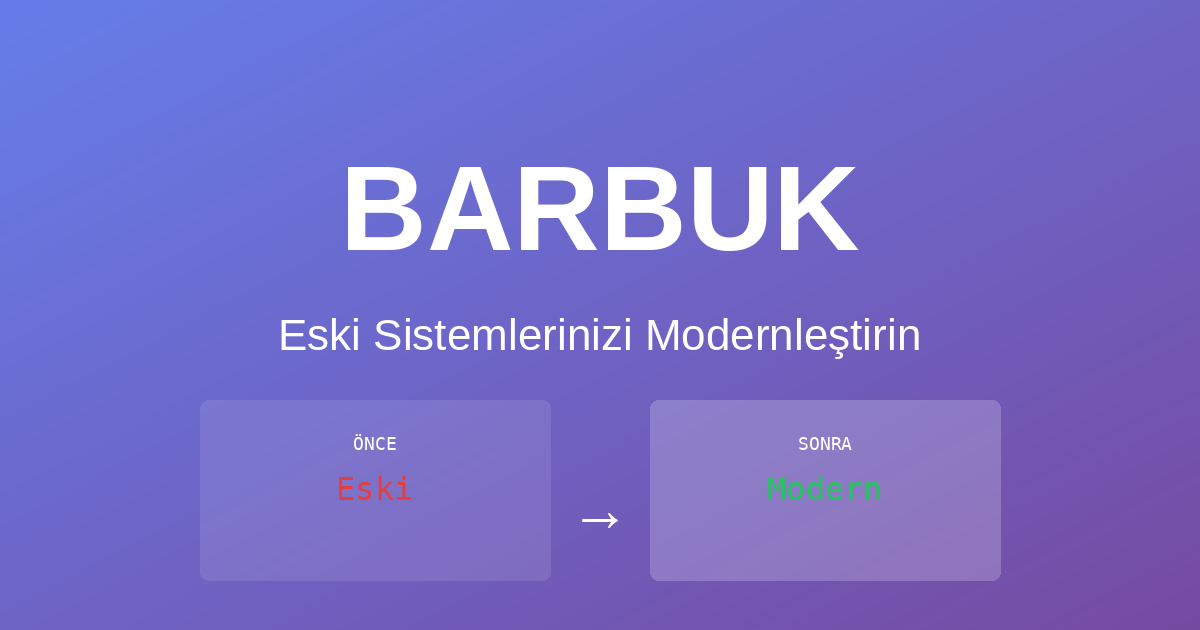 BARBUK
Eski Sistemlerinizi Modernleştirin
ÖNCE
Eski
→
SONRA
Modern